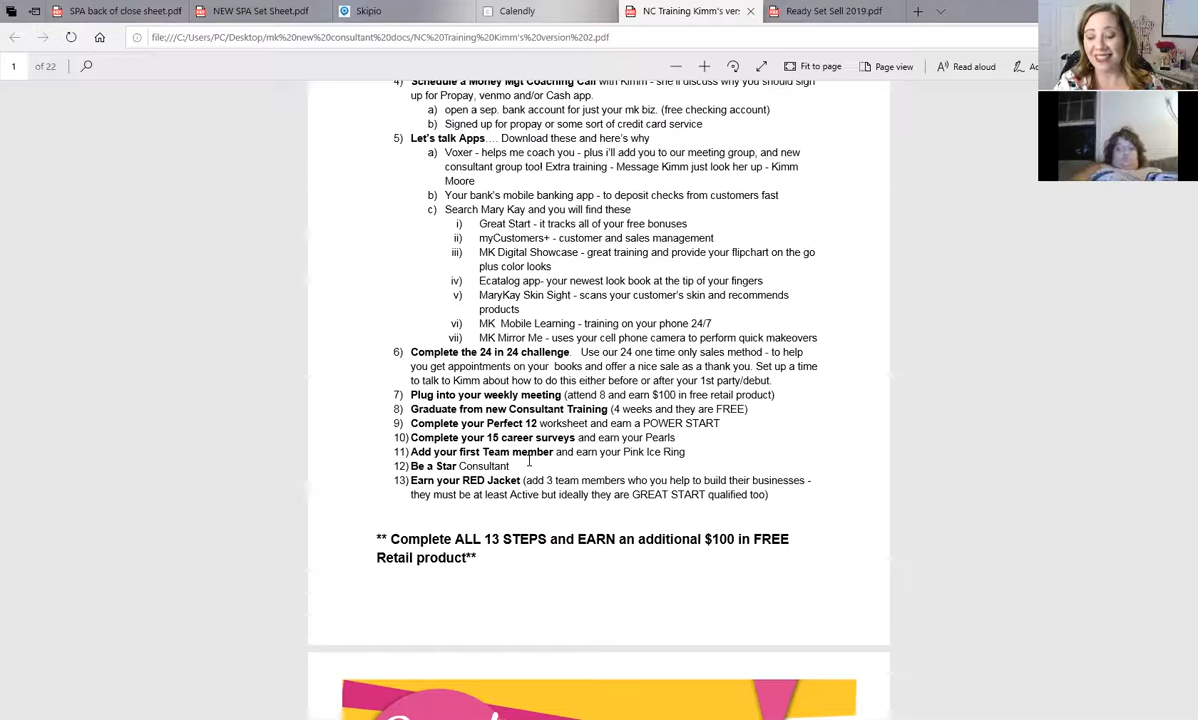 SPA back of close sheet.pdf
NEW SPA Set Sheet.pdf
Skipio
Calendly
NC Training Kimm's ver
Ready Set Sell 2019.pdf
file:///C:/Users/PC/Desktop/mk%20new%20consultant%20docs/NC%20Training%20Kimm's%20version%202.pdf
1 of 22
Fit to page
Page view
Read aloud
4) Schedule a Money Mgt Coaching Call with Kimm - she'll discuss why you should sign
up for Propay, venmo and/or Cash app.
a) open a sep. bank account for just your mk biz. (free checking account)
b) Signed up for propay or some sort of credit card service
5) Let's talk Apps.... Download these and here's why
a) Voxer - helps me coach you - plus i'll add you to our meeting group, and new
consultant group too! Extra training - Message Kimm just look her up - Kimm
Moore
b) Your bank's mobile banking app - to deposit checks from customers fast
c) Search Mary Kay and you will find these
i) Great Start - it tracks all of your free bonuses
ii) myCustomers+ - customer and sales management
iii) MK Digital Showcase - great training and provide your flipchart on the go
plus color looks
iv) Ecatalog app- your newest look book at the tip of your fingers
v) MaryKay Skin Sight - scans your customer's skin and recommends
products
vi) MK Mobile Learning - training on your phone 24/7
vii) MK Mirror Me - uses your cell phone camera to perform quick makeovers
6) Complete the 24 in 24 challenge. Use our 24 one time only sales method - to help
you get appointments on your books and offer a nice sale as a thank you. Set up a time
to talk to Kimm about how to do this either before or after your 1st party/debut.
7) Plug into your weekly meeting (attend 8 and earn $100 in free retail product)
8) Graduate from new Consultant Training (4 weeks and they are FREE)
9) Complete your Perfect 12 worksheet and earn a POWER START
10) Complete your 15 career surveys and earn your Pearls
11) Add your first Team member and earn your Pink Ice Ring
12) Be a Star Consultant
13) Earn your RED Jacket (add 3 team members who you help to build their businesses -
they must be at least Active but ideally they are GREAT START qualified too)
** Complete ALL 13 STEPS and EARN an additional $100 in FREE
Retail product**